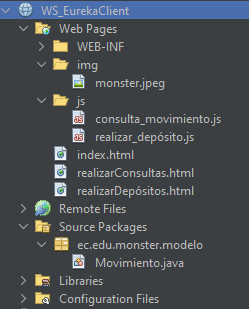 WS_EurekaClient
Web Pages
WEB-INF
img
monster.jpeg
js
consulta_movimiento.js
realizar_depósito.js
index.html
realizarConsultas.html
realizarDepósitos.html
Remote Files
Source Packages
ec.edu.monster.modelo
Movimiento.java
Libraries
Configuration Files